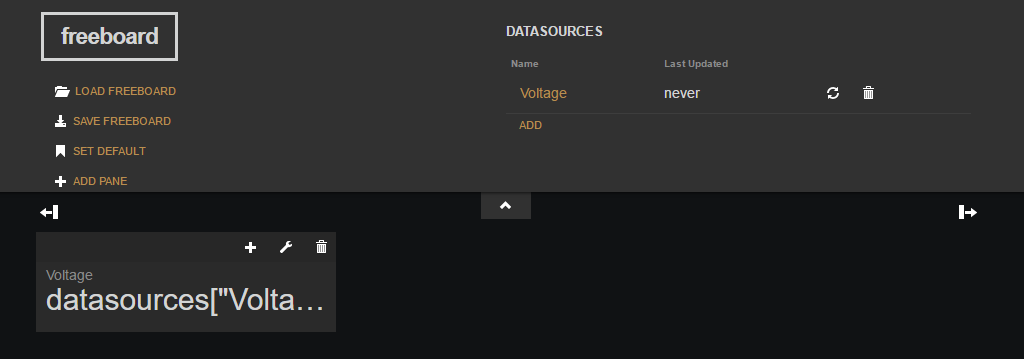 freeboard
LOAD FREEBOARD
SAVE FREEBOARD
SET DEFAULT
ADD PANE
DATASOURCES
Name Last Updated
Voltage never
ADD
Voltage
datasources["Volta...